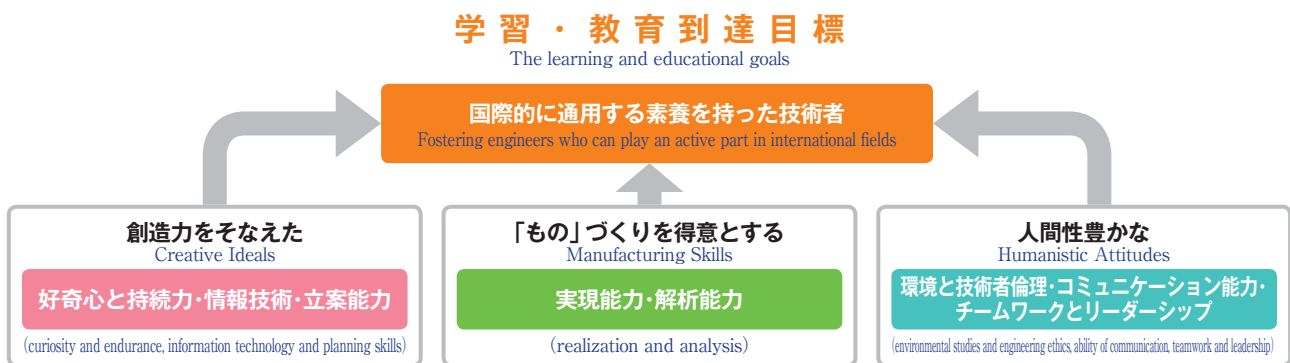 学習・教育到達目標
The learning and educational goals
国際的に通用する素養を持った技術者
Fostering engineers who can play an active part in international fields
創造力をそなえた
Creative Ideals
好奇心と持続力・情報技術・立案能力
(curiosity and endurance, information technology and planning skills)
「もの」づくりを得意とする
Manufacturing Skills
実現能力・解析能力
(realization and analysis)
人間性豊かな
Humanistic Attitudes
環境と技術者倫理・コミュニケーション能力・
チームワークとリーダーシップ
(environmental studies and engineering ethics, ability of communication, teamwork and leadership)